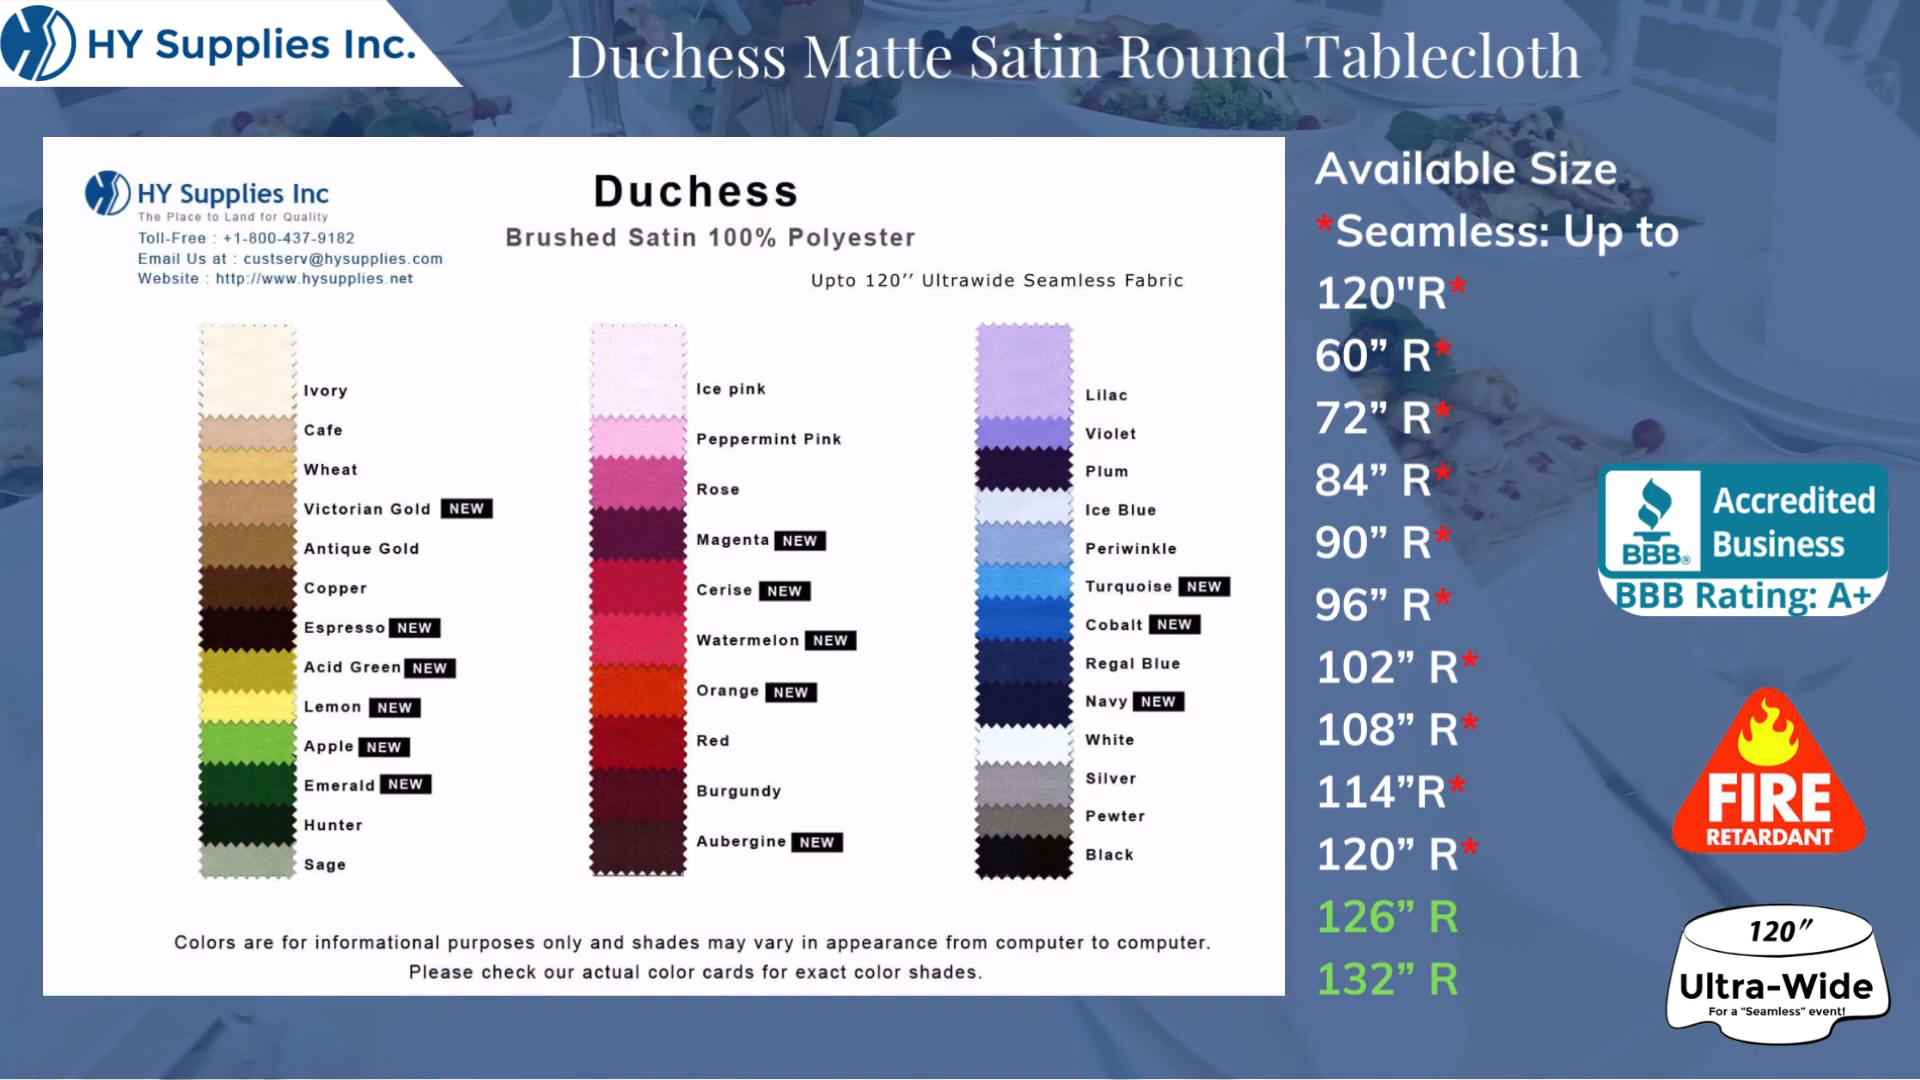 HY Supplies Inc.
Duchess Matte Satin Round Tablecloth
HY Supplies Inc
The Place to Land for Quality
Toll-Free : +1-800-437-9182
Email Us at : custserv@hysupplies.com
Website : http://www.hysupplies.net
Duchess
Brushed Satin 100% Polyester
Upto 120’’ Ultrawide Seamless Fabric
Ivory
Cafe
Wheat
Victorian Gold NEW
Antique Gold
Copper
Espresso NEW
Acid Green NEW
Lemon NEW
Apple NEW
Emerald NEW
Hunter
Sage
Ice pink
Peppermint Pink
Rose
Magenta NEW
Cerise NEW
Watermelon NEW
Orange NEW
Red
Burgundy
Aubergine NEW
Lilac
Violet
Plum
Ice Blue
Periwinkle
Turquoise NEW
Cobalt NEW
Regal Blue
Navy NEW
White
Silver
Pewter
Black
Colors are for informational purposes only and shades may vary in appearance from computer to computer.
Please check our actual color cards for exact color shades.
Available Size
*Seamless: Up to
120"R*
60” R*
72” R*
84” R*
90” R*
96” R*
102” R*
108” R*
114”R*
120” R*
126” R
132” R
BBB®
Accredited
Business
BBB Rating: A+
FIRE
RETARDANT
120"
Ultra-Wide
For a "Seamless" event!